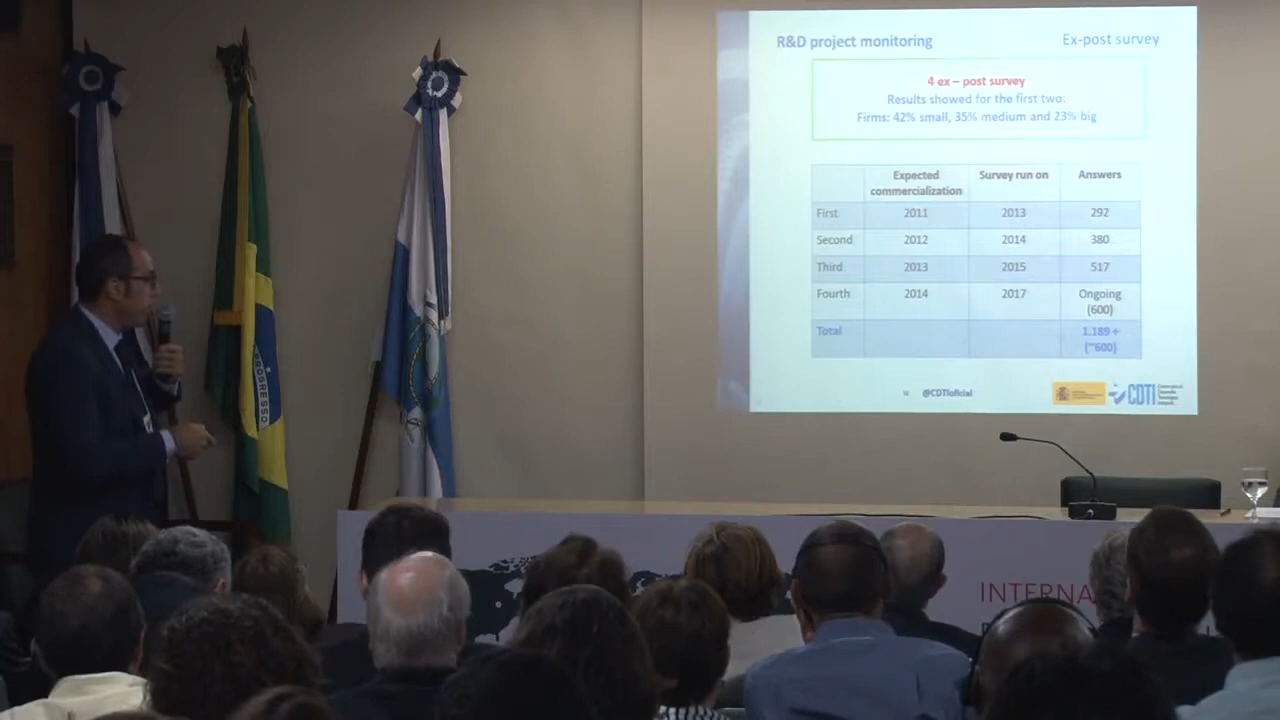 R&D project monitoring
Ex-post survey
4 ex – post survey
Results showed for the first two:
Firms: 42% small, 35% medium and 23% big
Expected commercialization Survey run on Answers
First 2011 2013 292
Second 2012 2014 380
Third 2013 2015 517
Fourth 2014 2017 Ongoing (600)
Total 1.189 + (~600)
@CDTIoficial
CDTI
PROGRESSO
INTERNA